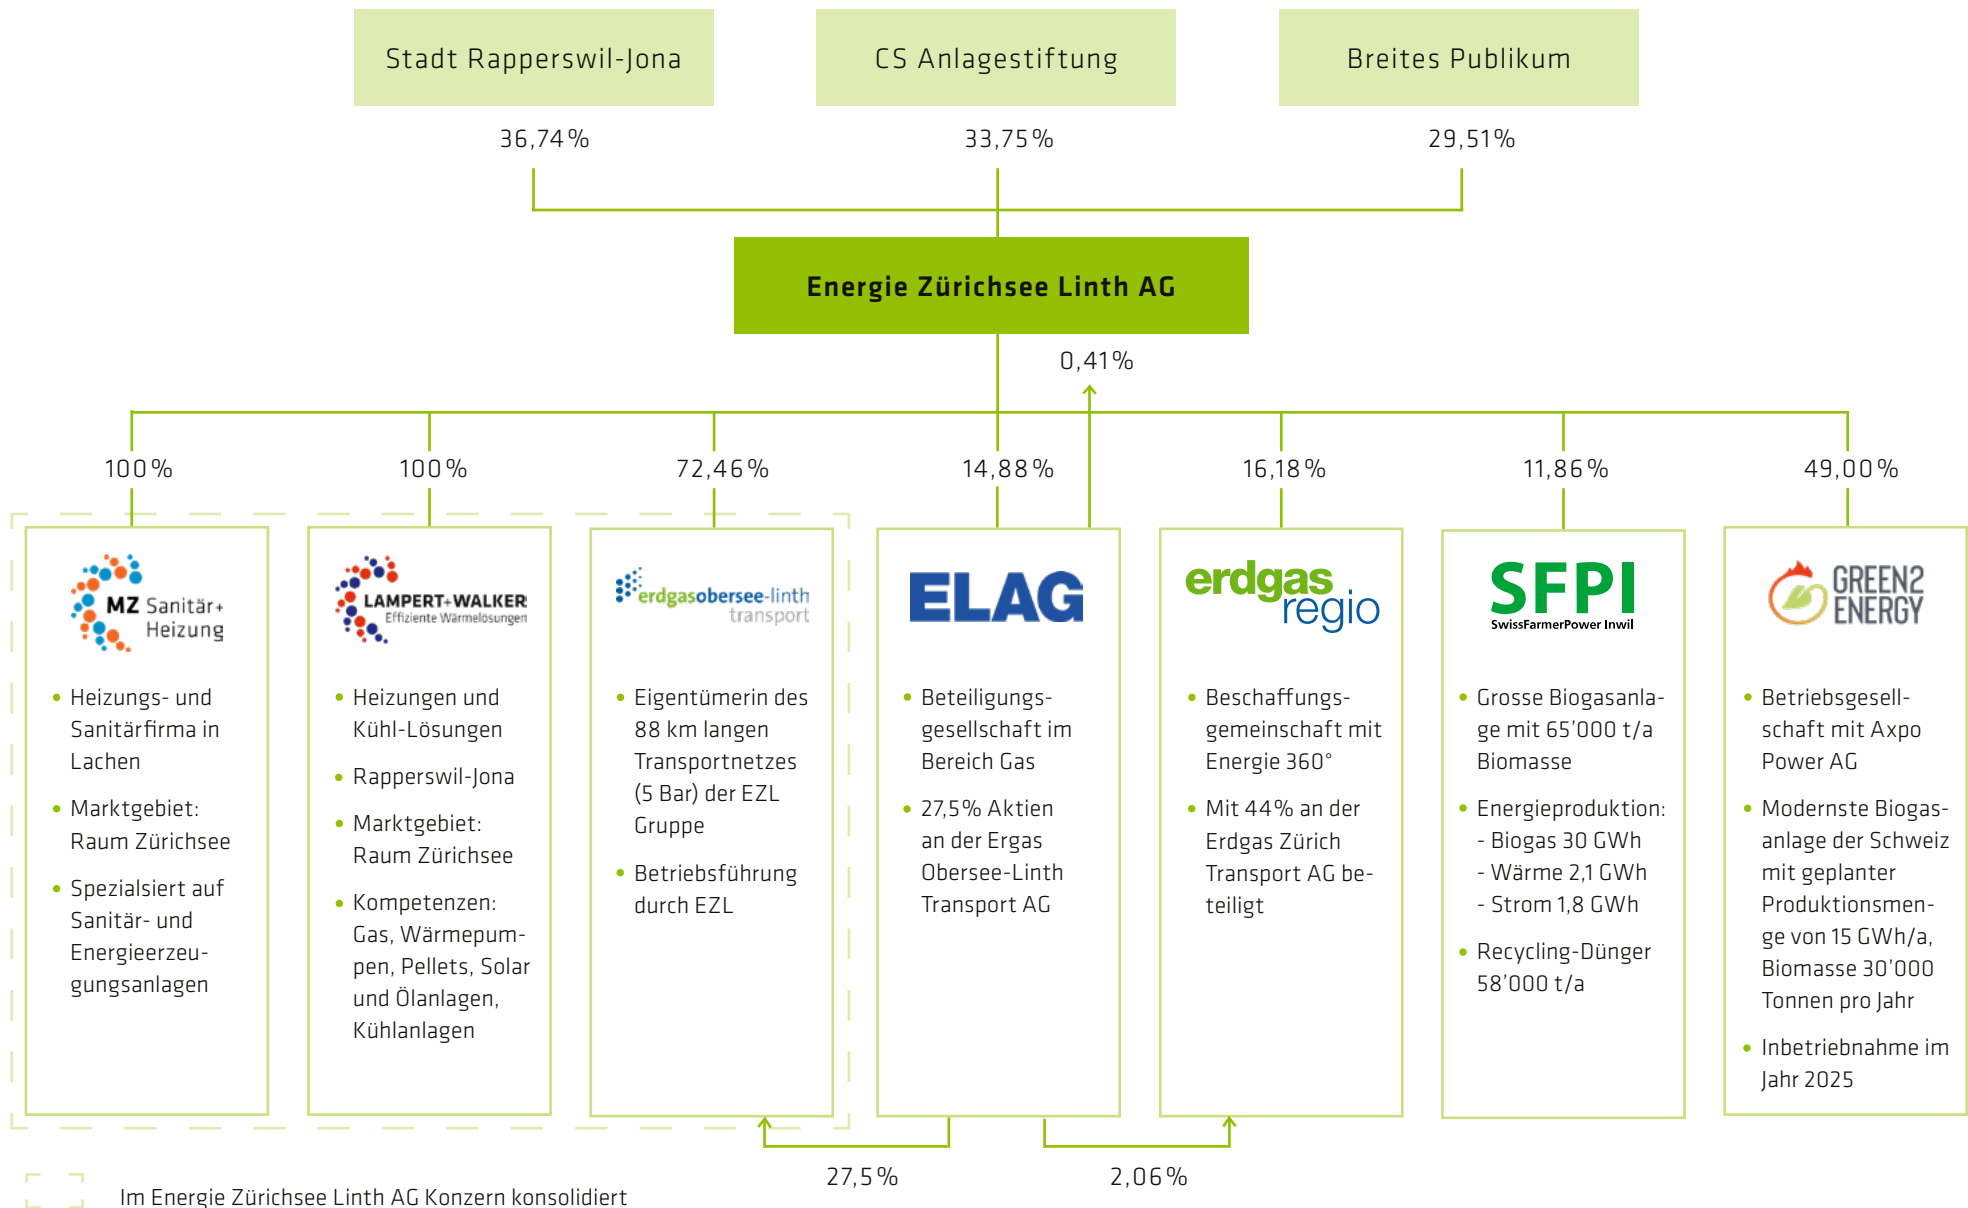 Stadt Rapperswil-Jona
CS Anlagestiftung
Breites Publikum
36,74%
33,75%
29,51%
Energie Zürichsee Linth AG
0,41%
100%
100%
72,46%
14,88%
16,18%
11,86%
49,00%
MZ Sanitär+
Heizung
• Heizungs- und
Sanitärfirma in
Lachen
• Marktgebiet:
Raum Zürichsee
• Spezialsiert auf
Sanitär- und
Energieerzeu-
gungsanlagen
LAMPERT+WALKER
Effiziente Wärmelösungen
• Heizungen und
Kühl-Lösungen
• Rapperswil-Jona
• Marktgebiet:
Raum Zürichsee
• Kompetenzen:
Gas, Wärmepum-
pen, Pellets, Solar
und Ölanlagen,
Kühlanlagen
erdgasobersee-linth
transport
• Eigentümerin des
88 km langen
Transportnetzes
(5 Bar) der EZL
Gruppe
• Betriebsführung
durch EZL
ELAG
• Beteiligungs-
gesellschaft im
Bereich Gas
• 27,5% Aktien
an der Ergas
Obersee-Linth
Transport AG
erdgas
regio
• Beschaffungs-
gemeinschaft mit
Energie 360°
• Mit 44% an der
Erdgas Zürich
Transport AG be-
teiligt
SFPI
SwissFarmerPower Inwil
• Grosse Biogasanla-
ge mit 65’000 t/a
Biomasse
• Energieproduktion:
- Biogas 30 GWh
- Wärme 2,1 GWh
- Strom 1,8 GWh
• Recycling-Dünger
58’000 t/a
GREEN2
ENERGY
• Betriebsgesell-
schaft mit Axpo
Power AG
• Modernste Biogas-
anlage der Schweiz
mit geplanter
Produktionsmen-
ge von 15 GWh/a,
Biomasse 30’000
Tonnen pro Jahr
• Inbetriebnahme im
Jahr 2025
27,5%
2,06%
Im Energie Zürichsee Linth AG Konzern konsolidiert